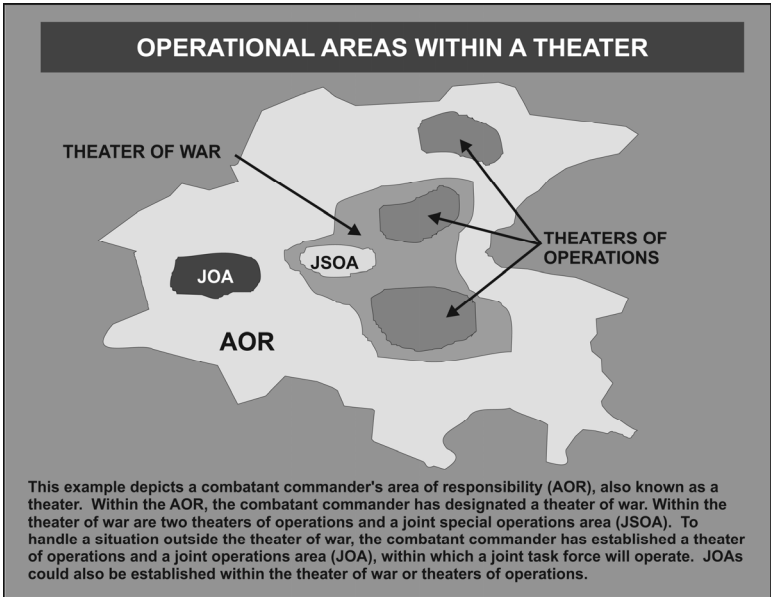 OPERATIONAL AREAS WITHIN A THEATER
THEATER OF WAR
THEATERS OF
OPERATIONS
JSOA
JOA
AOR
This example depicts a combatant commander's area of responsibility (AOR), also known as a
theater.  Within the AOR, the combatant commander has designated a theater of war. Within the
theater of war are two theaters of operations and a joint special operations area (JSOA).  To
handle a situation outside the theater of war, the combatant commander has established a theater
of operations and a joint operations area (JOA), within which a joint task force will operate.  JOAs
could also be established within the theater of war or theaters of operations.